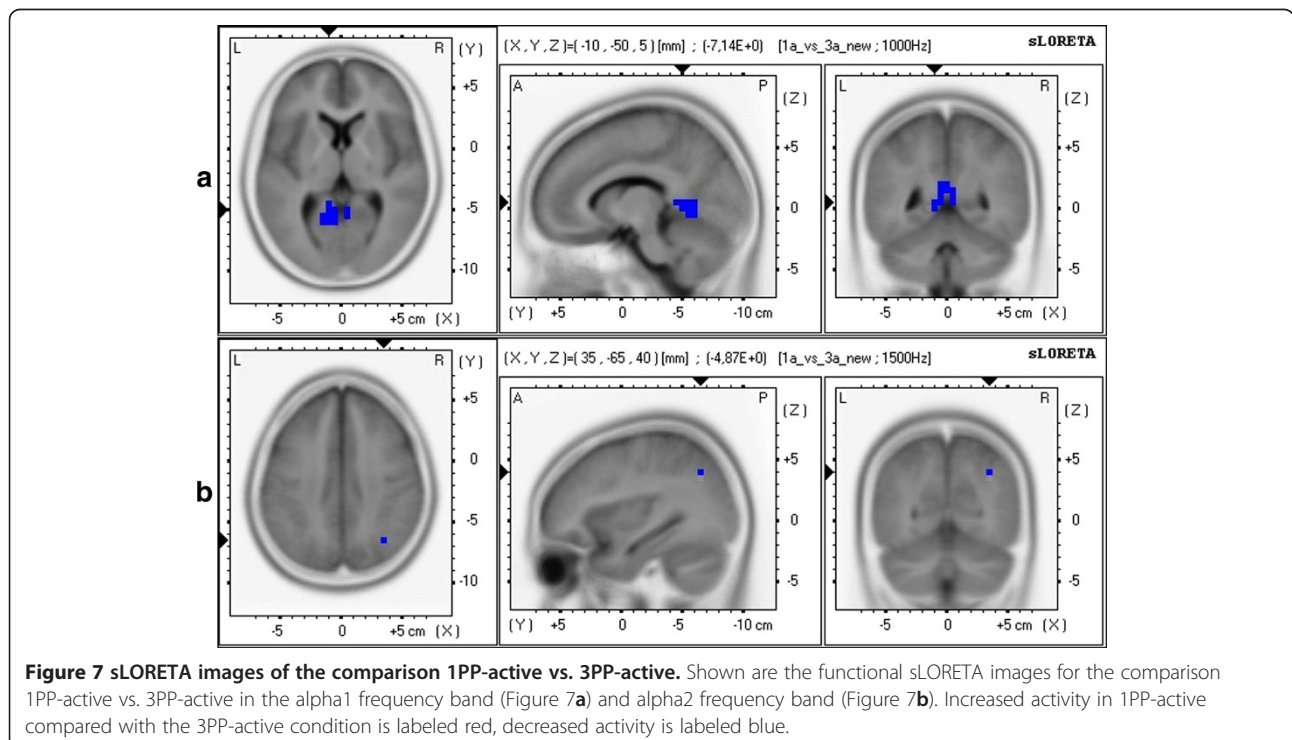 a
L R (Y)
+5
0
-5
-10
-5 0 +5 cm (X)
(X,Y,Z)=(-10,-50,5)[mm] ; (-7,14E+0) [1a_vs_3a_new ; 1000Hz] sLORETA
A P (Z)
+5
0
-5
(Y) +5 0 -5 -10 cm
L R (Z)
+5
0
-5
-5 0 +5 cm (X)
b
L R (Y)
+5
0
-5
-10
-5 0 +5 cm (X)
(X,Y,Z)=(35,-65,40)[mm] ; (-4,87E+0) [1a_vs_3a_new ; 1500Hz] sLORETA
A P (Z)
+5
0
-5
(Y) +5 0 -5 -10 cm
L R (Z)
+5
0
-5
-5 0 +5 cm (X)
Figure 7 sLORETA images of the comparison 1PP-active vs. 3PP-active. Shown are the functional sLORETA images for the comparison
1PP-active vs. 3PP-active in the alpha1 frequency band (Figure 7a) and alpha2 frequency band (Figure 7b). Increased activity in 1PP-active
compared with the 3PP-active condition is labeled red, decreased activity is labeled blue.